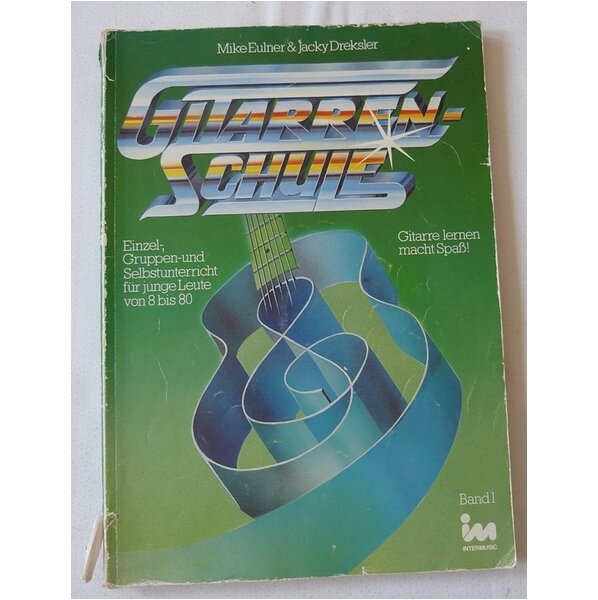 Mike Eulner & Jacky Dreksler
GITARREN-
SCHULE
Einzel-,
Gruppen-und
Selbstunterricht
für junge Leute
von 8 bis 80
Gitarre lernen
macht Spaß!
Band 1
im
INTERMUSIC